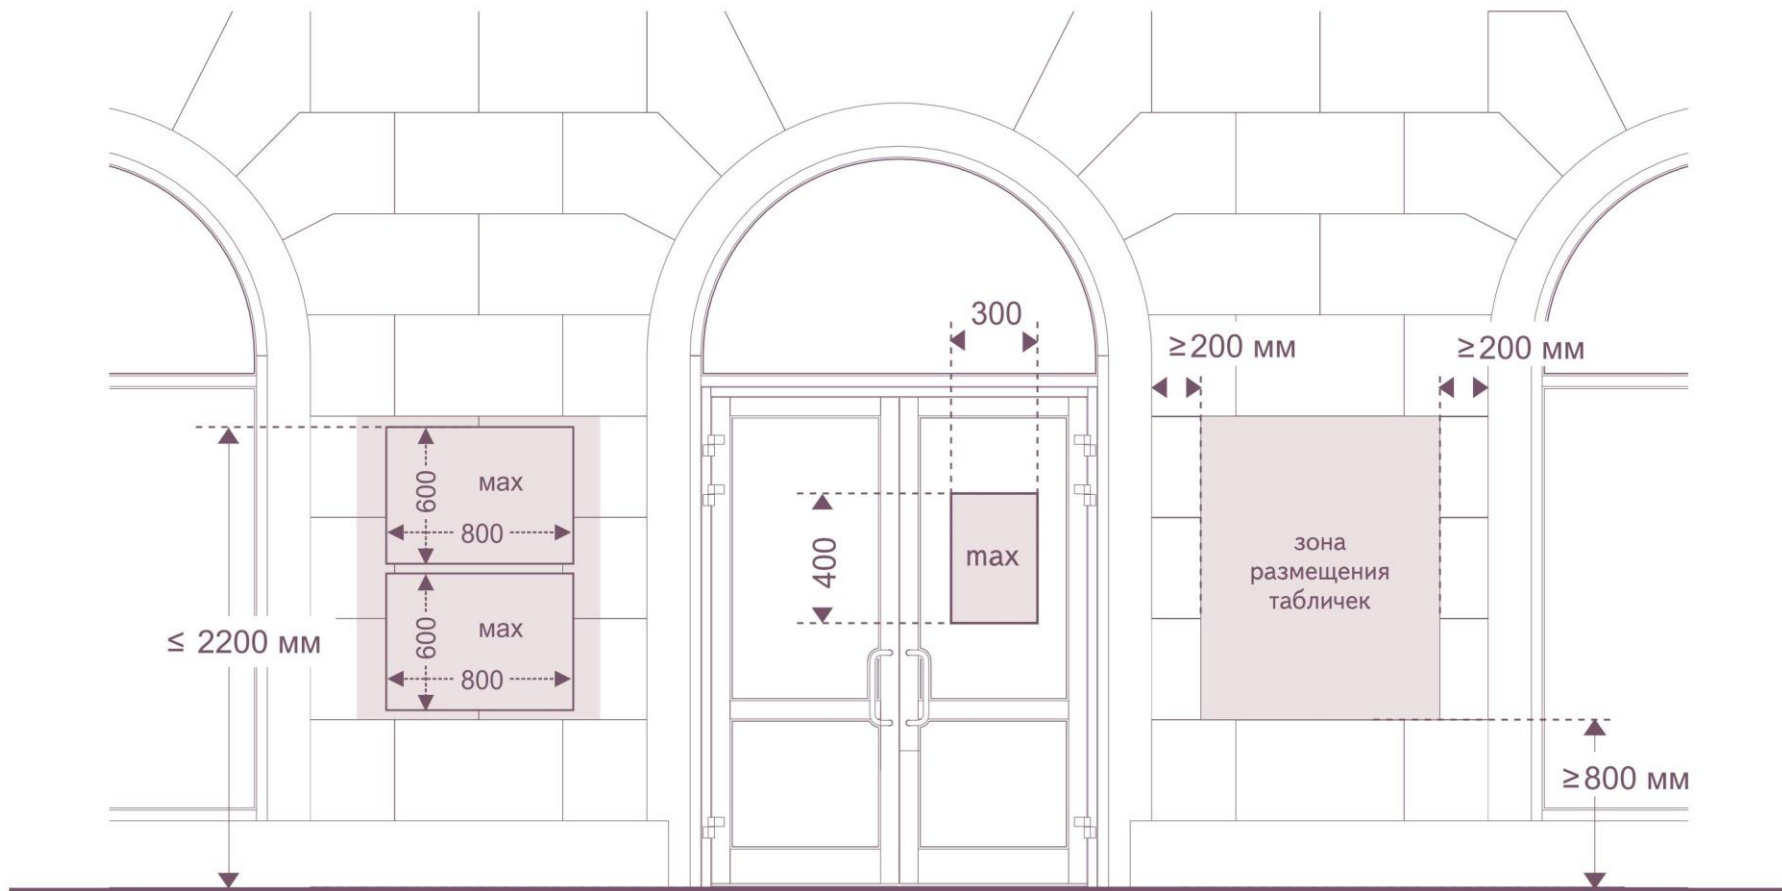 300
≥200 мм
≥200 мм
600
мах
800
≤ 2200 мм
600
мах
800
400
max
зона
размещения
табличек
≥800 мм